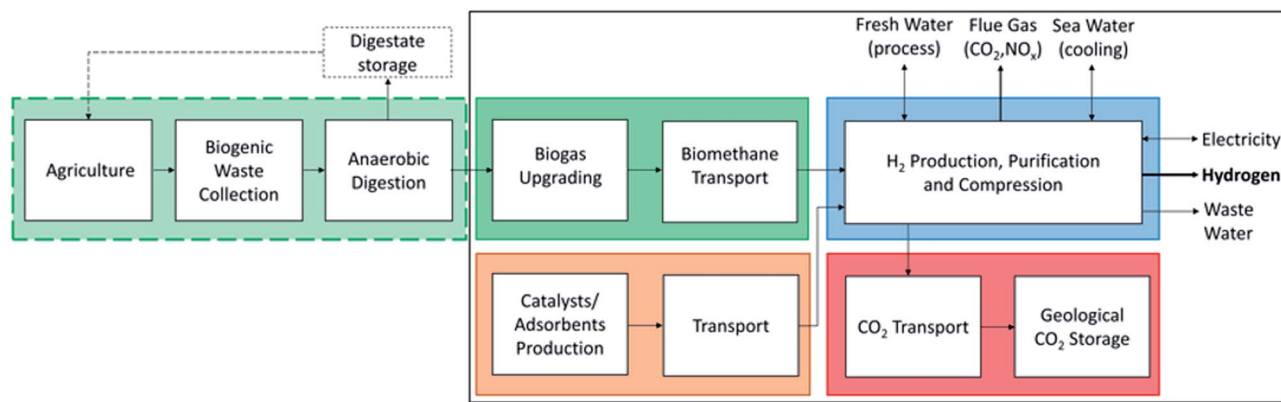 Digestate
storage
Agriculture
Biogenic
Waste
Collection
Anaerobic
Digestion
Biogas
Upgrading
Biomethane
Transport
Fresh Water
(process)
Flue Gas
(CO₂,NOₓ)
Sea Water
(cooling)
H₂ Production, Purification
and Compression
Electricity
Hydrogen
Waste
Water
Catalysts/
Adsorbents
Production
Transport
CO₂ Transport
Geological
CO₂ Storage